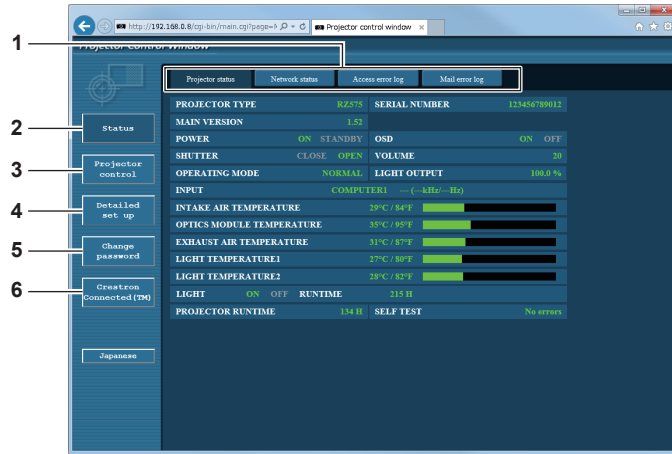 http://192.168.0.8/cgi-bin/main.cgi?page=
Projector control window
Projector Control Window
1
Projector status Network status Access error log Mail error log
PROJECTOR TYPE RZ575 SERIAL NUMBER 123456789012
MAIN VERSION 1.52
2 Status
POWER ON STANDBY OSD ON OFF
SHUTTER CLOSE OPEN VOLUME 20
3 Projector control
OPERATING MODE NORMAL LIGHT OUTPUT 100.0 %
INPUT COMPUTER1 --- (---kHz/---Hz)
4 Detailed set up
INTAKE AIR TEMPERATURE 29°C / 84°F
OPTICS MODULE TEMPERATURE 35°C / 95°F
5 Change password
EXHAUST AIR TEMPERATURE 31°C / 87°F
LIGHT TEMPERATURE1 27°C / 80°F
LIGHT TEMPERATURE2 28°C / 82°F
6 Crestron Connected(TM)
LIGHT ON OFF RUNTIME 215 H
PROJECTOR RUNTIME 134 H SELF TEST No errors
Japanese